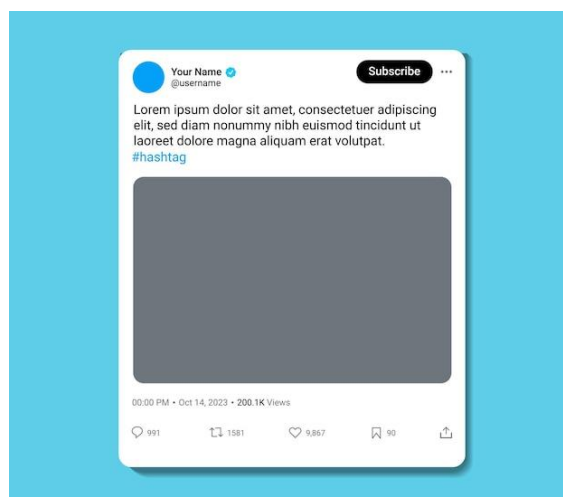 Your Name
@username
Subscribe
Lorem ipsum dolor sit amet, consectetuer adipiscing
elit, sed diam nonummy nibh euismod tincidunt ut
laoreet dolore magna aliquam erat volutpat.
#hashtag
00:00 PM • Oct 14, 2023 • 200.1K Views
991 1581 9,867 90